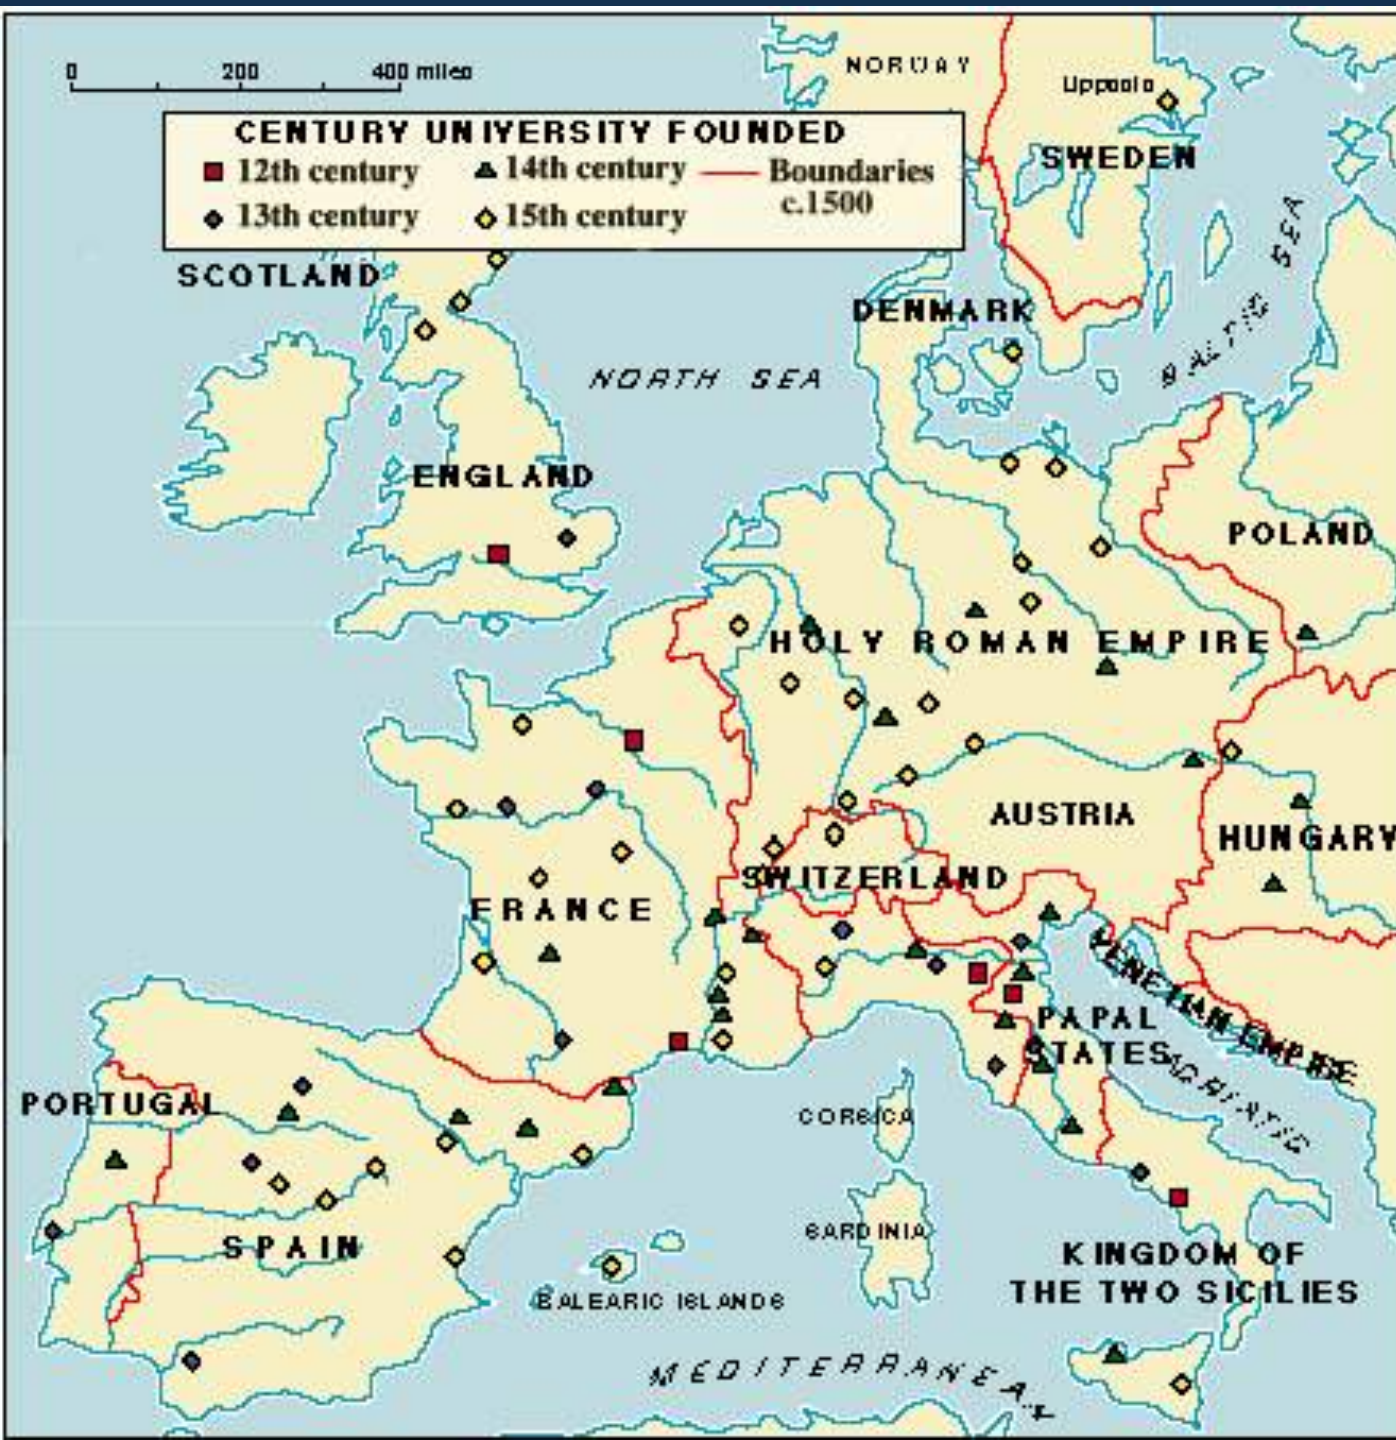 0 200 400 miles
NORWAY
Uppsala
CENTURY UNIVERSITY FOUNDED
12th century
14th century
Boundaries
c.1500
13th century
15th century
SWEDEN
SCOTLAND
DENMARK
BALTIC SEA
NORTH SEA
ENGLAND
POLAND
HOLY ROMAN EMPIRE
AUSTRIA
HUNGARY
SWITZERLAND
FRANCE
VENETIAN EMPIRE
PAPAL
STATES
ADRIATIC
PORTUGAL
CORSICA
SPAIN
SARDINIA
KINGDOM OF
THE TWO SICILIES
BALEARIC ISLANDS
MEDITERRANEAN